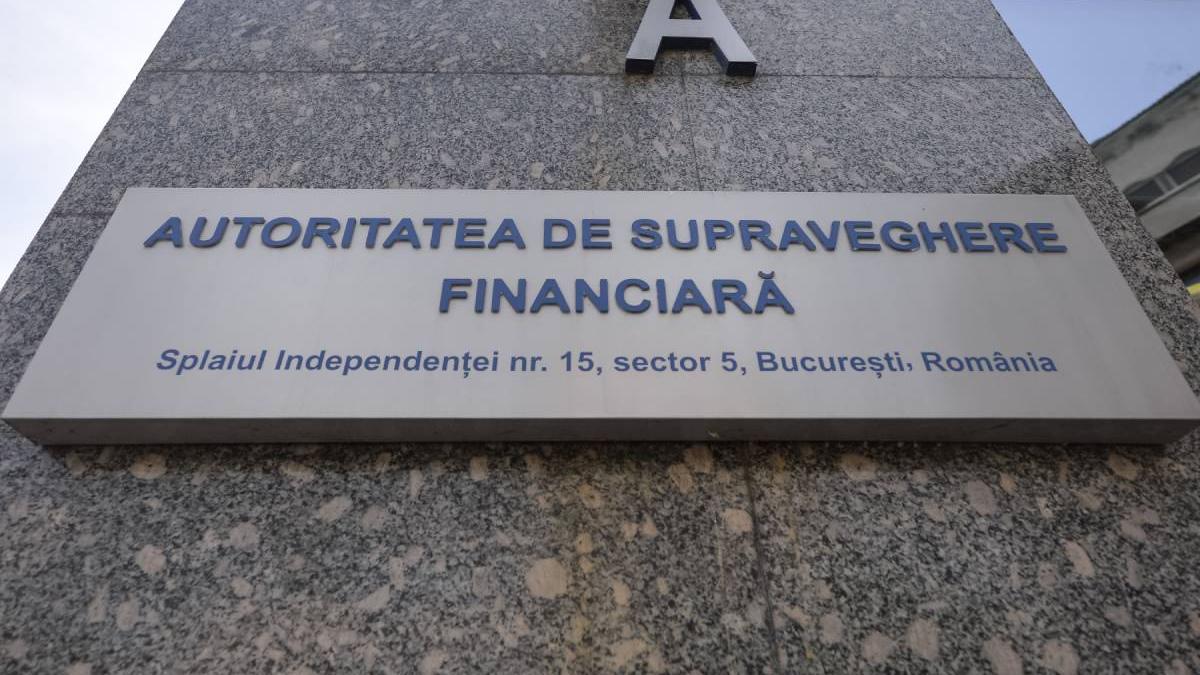 A
AUTORITATEA DE SUPRAVEGHERE
FINANCIARĂ
Splaiul Independenței nr. 15, sector 5, București, România